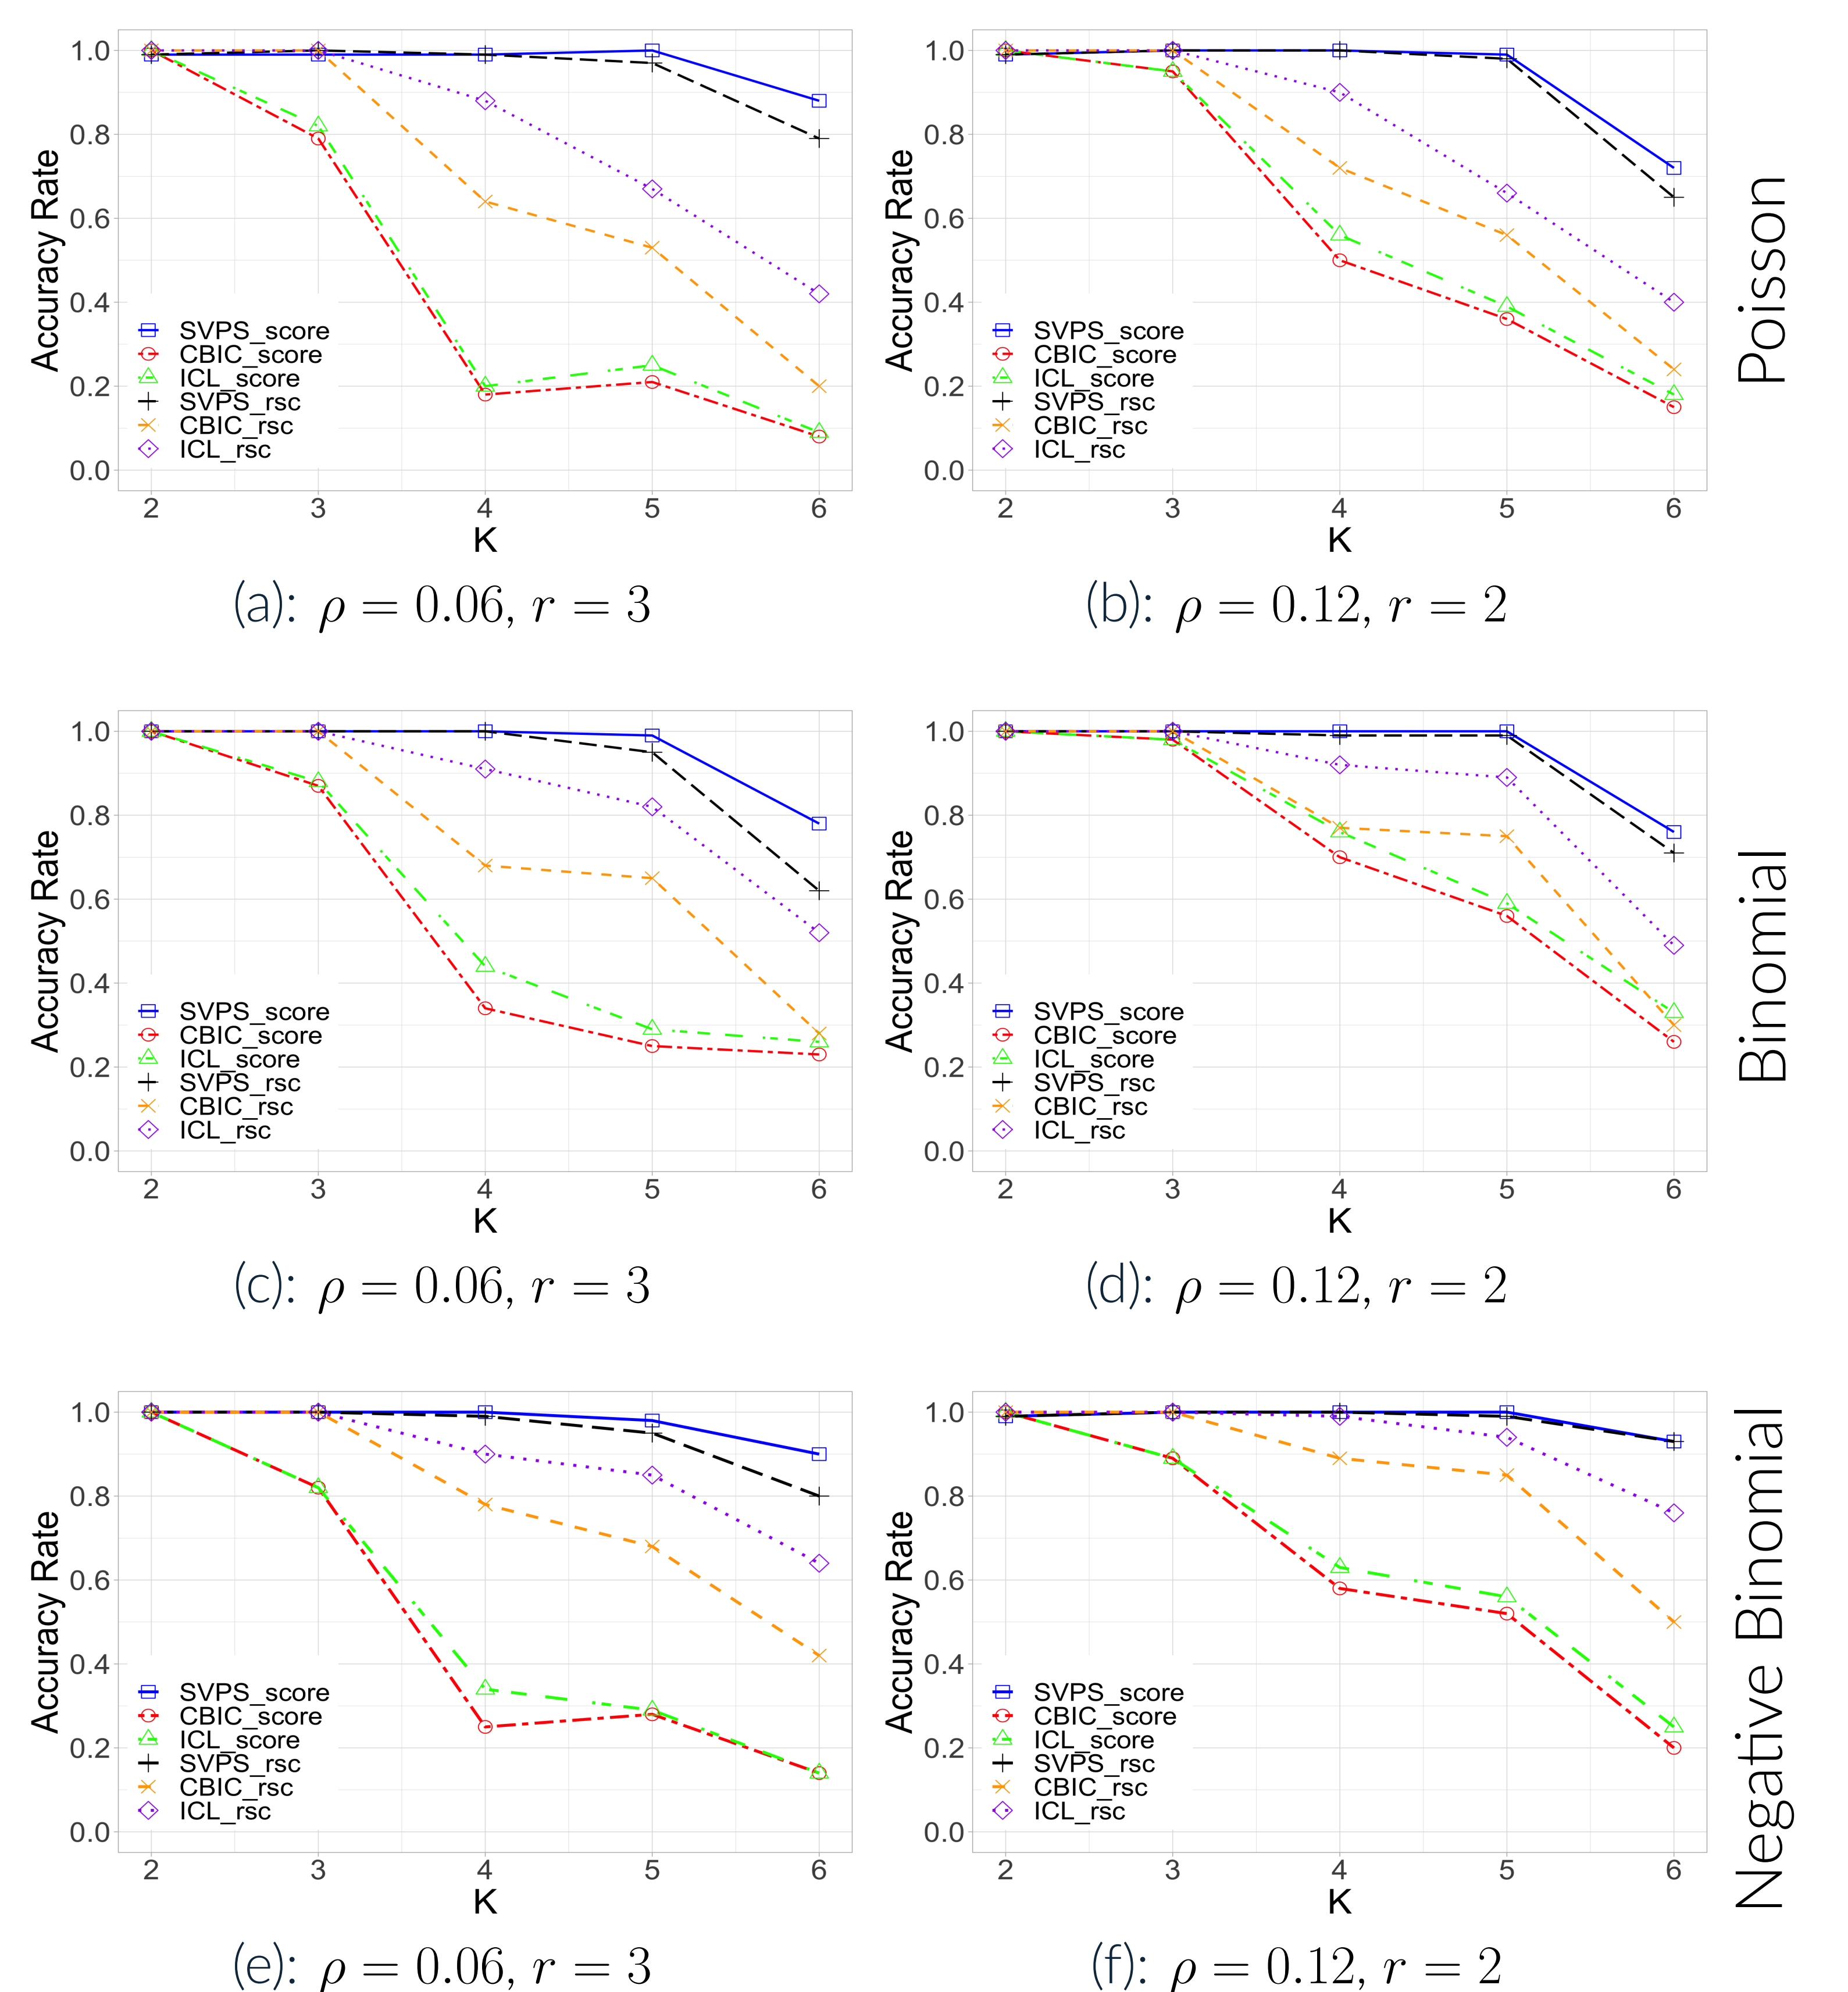 1.0
0.8
0.6
0.4
0.2
0.0
Accuracy Rate
SVPS_score
CBIC_score
ICL_score
SVPS_rsc
CBIC_rsc
ICL_rsc
2 3 4 5 6
K
(a): ρ = 0.06, r = 3
1.0
0.8
0.6
0.4
0.2
0.0
Accuracy Rate
SVPS_score
CBIC_score
ICL_score
SVPS_rsc
CBIC_rsc
ICL_rsc
2 3 4 5 6
K
(b): ρ = 0.12, r = 2
Poisson
1.0
0.8
0.6
0.4
0.2
0.0
Accuracy Rate
SVPS_score
CBIC_score
ICL_score
SVPS_rsc
CBIC_rsc
ICL_rsc
2 3 4 5 6
K
(c): ρ = 0.06, r = 3
1.0
0.8
0.6
0.4
0.2
0.0
Accuracy Rate
SVPS_score
CBIC_score
ICL_score
SVPS_rsc
CBIC_rsc
ICL_rsc
2 3 4 5 6
K
(d): ρ = 0.12, r = 2
Binomial
1.0
0.8
0.6
0.4
0.2
0.0
Accuracy Rate
SVPS_score
CBIC_score
ICL_score
SVPS_rsc
CBIC_rsc
ICL_rsc
2 3 4 5 6
K
(e): ρ = 0.06, r = 3
1.0
0.8
0.6
0.4
0.2
0.0
Accuracy Rate
SVPS_score
CBIC_score
ICL_score
SVPS_rsc
CBIC_rsc
ICL_rsc
2 3 4 5 6
K
(f): ρ = 0.12, r = 2
Negative Binomial